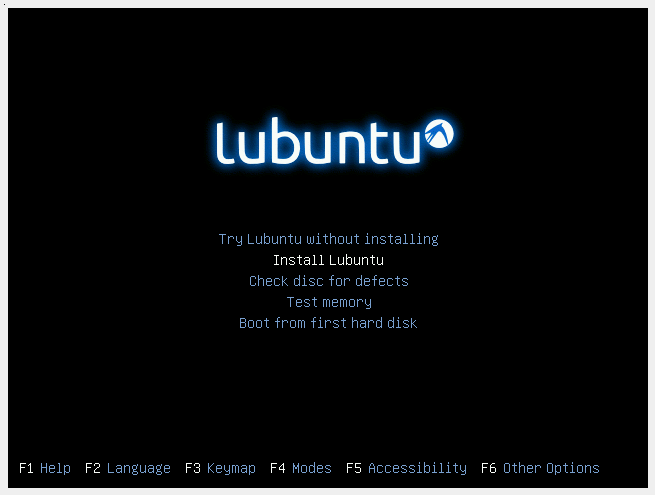 lubuntu
Try Lubuntu without installing
Install Lubuntu
Check disc for defects
Test memory
Boot from first hard disk
F1 Help F2 Language F3 Keymap F4 Modes F5 Accessibility F6 Other Options